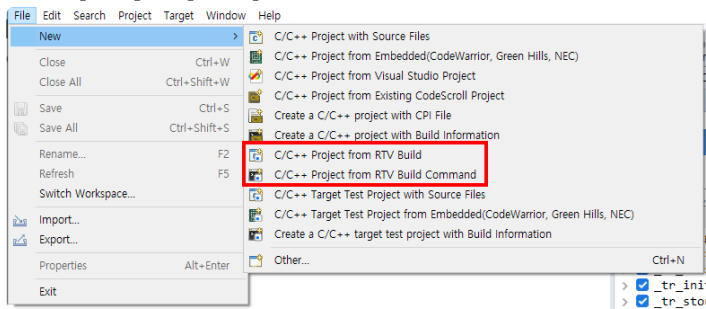 File Edit Search Project Target Window Help
New >
Close Ctrl+W
Close All Ctrl+Shift+W
Save Ctrl+S
Save All Ctrl+Shift+S
Rename... F2
Refresh F5
Switch Workspace...
Import...
Export...
Properties Alt+Enter
Exit
C/C++ Project with Source Files
C/C++ Project from Embedded(CodeWarrior, Green Hills, NEC)
C/C++ Project from Visual Studio Project
C/C++ Project from Existing CodeScroll Project
Create a C/C++ project with CPI File
Create a C/C++ project with Build Information
C/C++ Project from RTV Build
C/C++ Project from RTV Build Command
C/C++ Target Test Project with Source Files
C/C++ Target Test Project from Embedded(CodeWarrior, Green Hills, NEC)
Create a C/C++ target test project with Build Information
Other... Ctrl+N
_tr_ini
_tr_sto